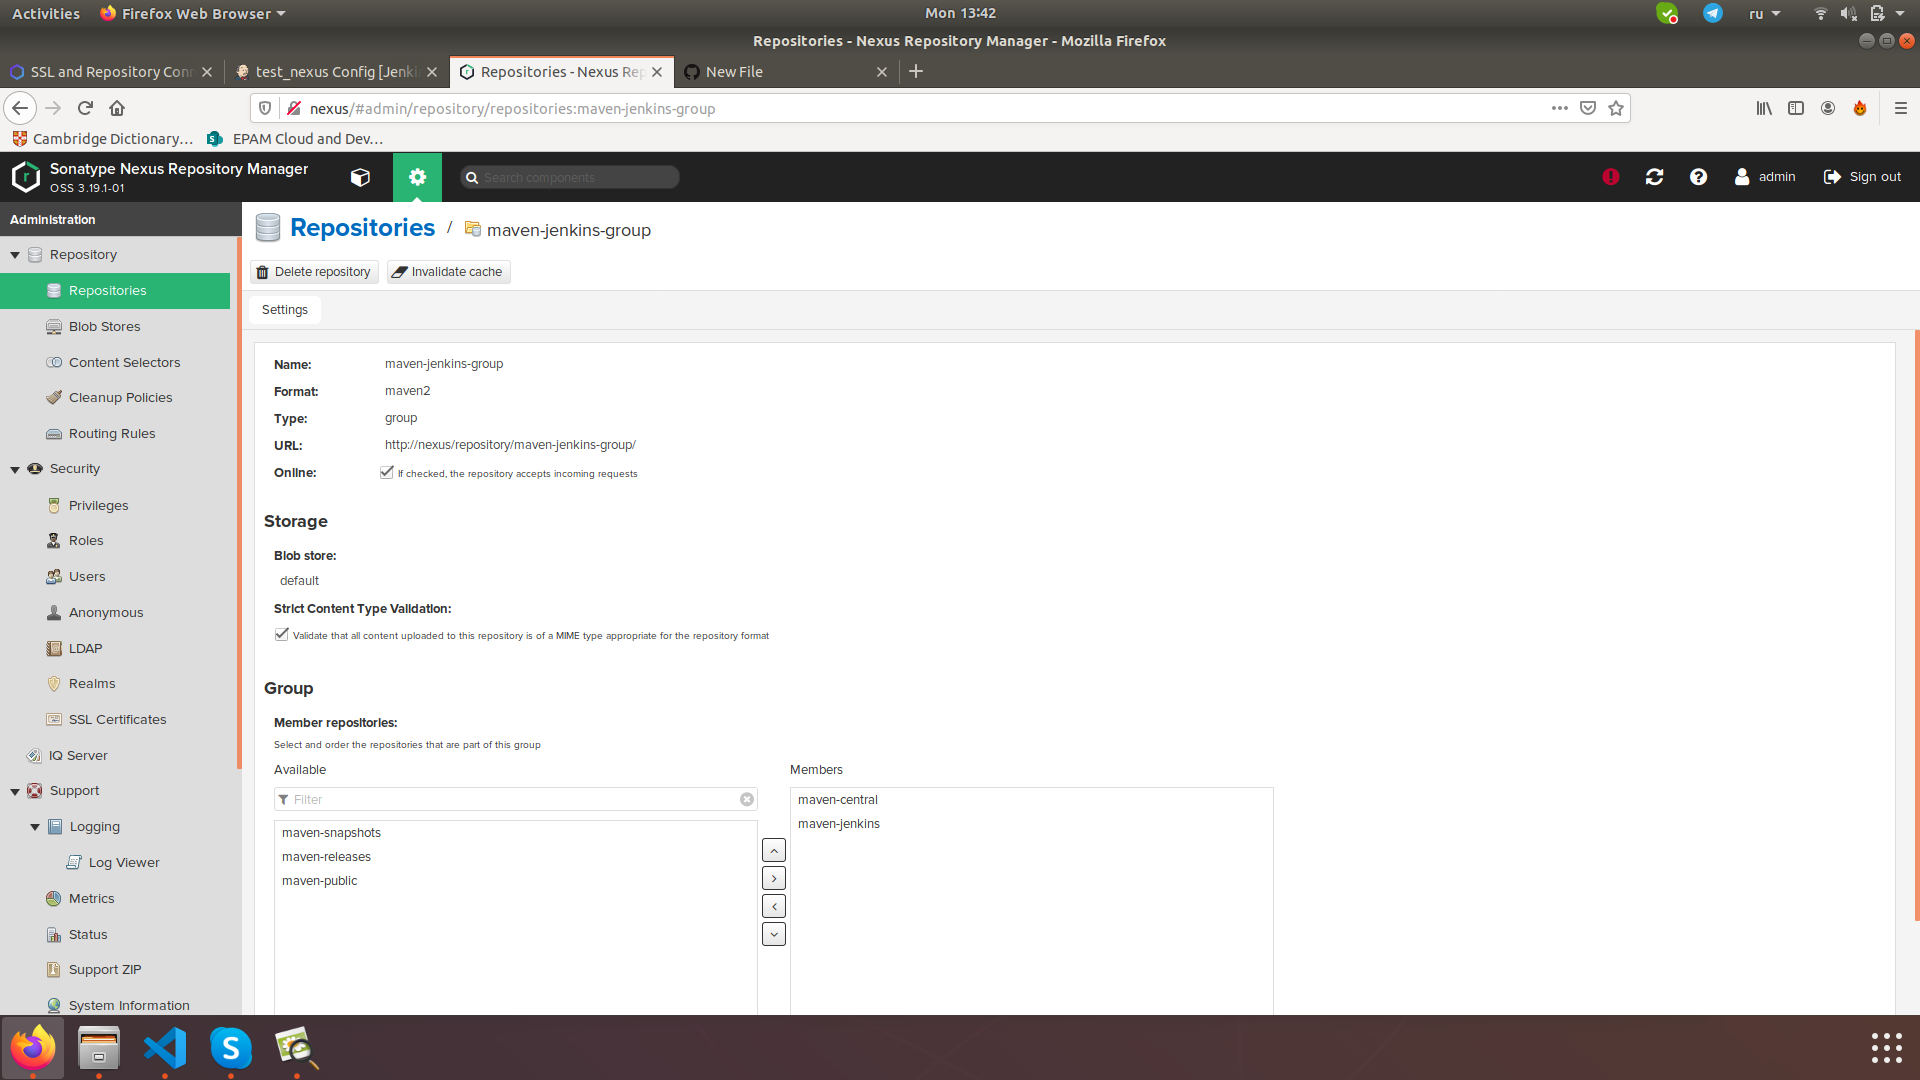 Activities
Firefox Web Browser
Mon 13:42
ru
Repositories - Nexus Repository Manager - Mozilla Firefox
SSL and Repository Con
test_nexus Config [Jenki
Repositories - Nexus Rep
New File
nexus/#admin/repository/repositories:maven-jenkins-group
Cambridge Dictionary...
EPAM Cloud and Dev...
Sonatype Nexus Repository Manager
OSS 3.19.1-01
Search components
admin
Sign out
Administration
Repository
Repositories
Blob Stores
Content Selectors
Cleanup Policies
Routing Rules
Security
Privileges
Roles
Users
Anonymous
LDAP
Realms
SSL Certificates
IQ Server
Support
Logging
Log Viewer
Metrics
Status
Support ZIP
System Information
Repositories / maven-jenkins-group
Delete repository
Invalidate cache
Settings
Name: maven-jenkins-group
Format: maven2
Type: group
URL: http://nexus/repository/maven-jenkins-group/
Online: If checked, the repository accepts incoming requests
Storage
Blob store:
default
Strict Content Type Validation:
Validate that all content uploaded to this repository is of a MIME type appropriate for the repository format
Group
Member repositories:
Select and order the repositories that are part of this group
Available
Filter
maven-snapshots
maven-releases
maven-public
Members
maven-central
maven-jenkins